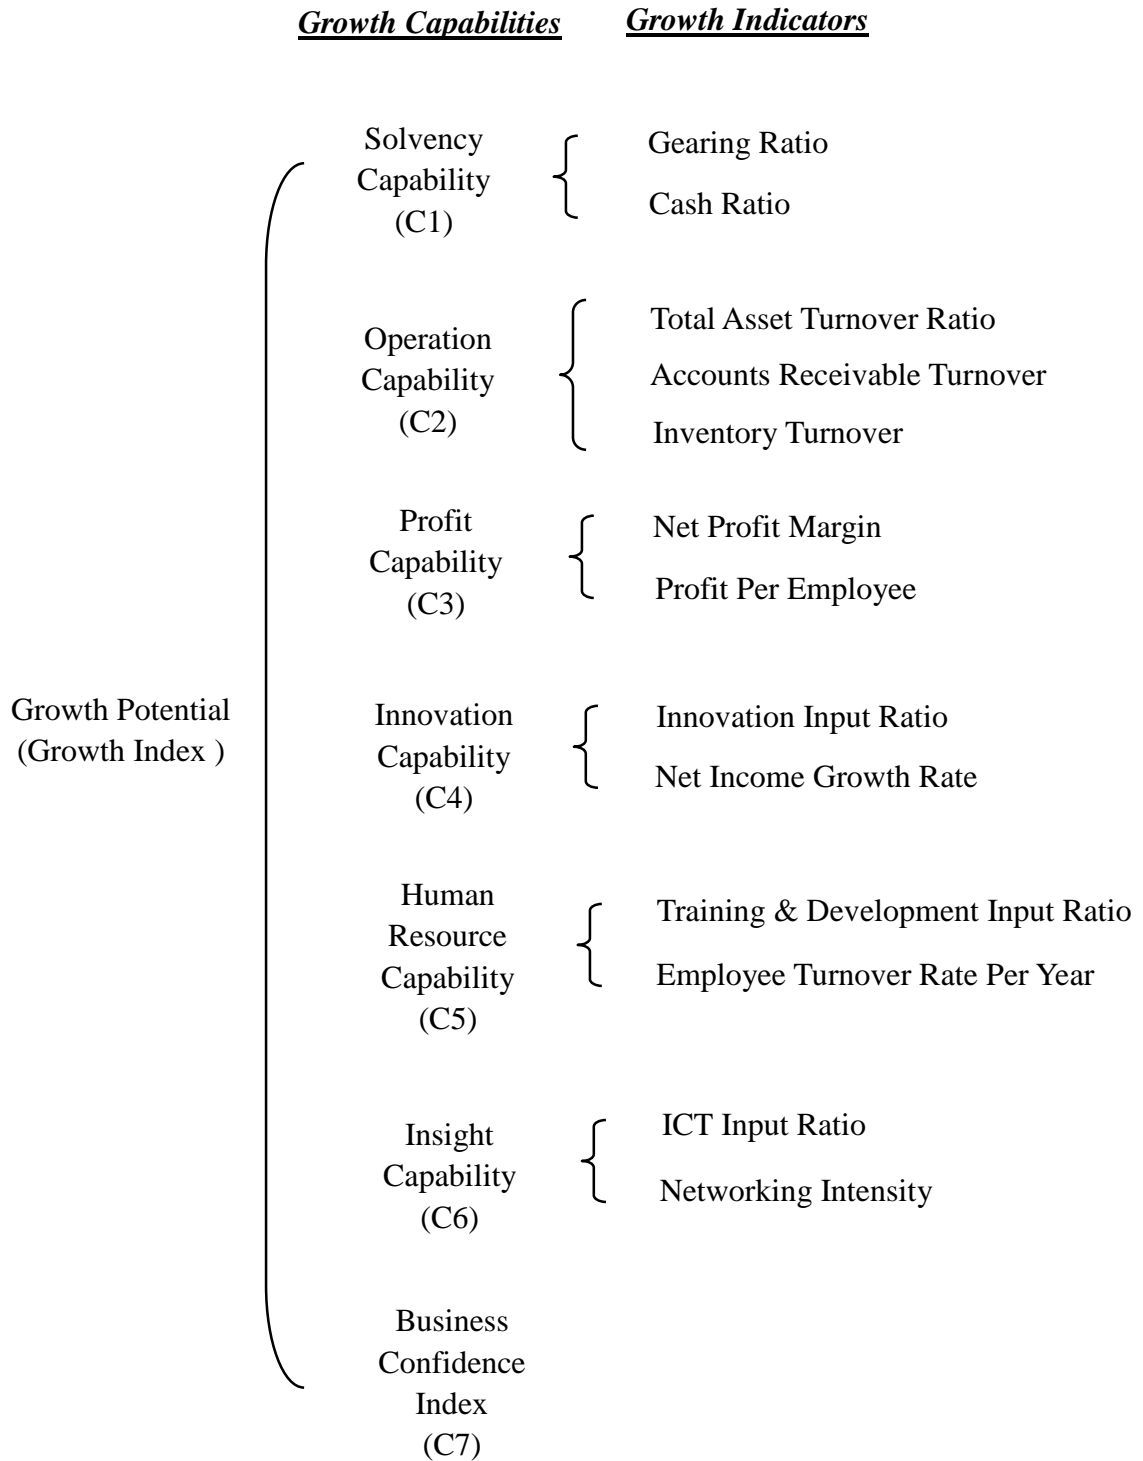 Growth Capabilities
Growth Indicators
Solvency
Capability
(C1)
Gearing Ratio
Cash Ratio
Operation
Capability
(C2)
Total Asset Turnover Ratio
Accounts Receivable Turnover
Inventory Turnover
Profit
Capability
(C3)
Net Profit Margin
Profit Per Employee
Growth Potential
(Growth Index )
Innovation
Capability
(C4)
Innovation Input Ratio
Net Income Growth Rate
Human
Resource
Capability
(C5)
Training & Development Input Ratio
Employee Turnover Rate Per Year
Insight
Capability
(C6)
ICT Input Ratio
Networking Intensity
Business
Confidence
Index
(C7)